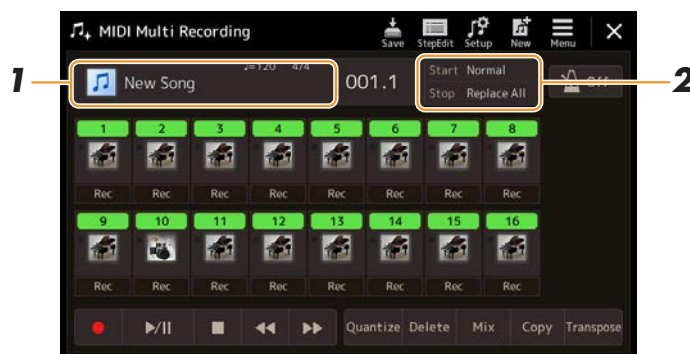 MIDI Multi Recording
Save StepEdit Setup New Menu
1
New Song
♩=120 4/4
001.1
Start Normal
Stop Replace All
2
1 2 3 4 5 6 7 8
Rec Rec Rec Rec Rec Rec Rec Rec
9 10 11 12 13 14 15 16
Rec Rec Rec Rec Rec Rec Rec Rec
Quantize Delete Mix Copy Transpose